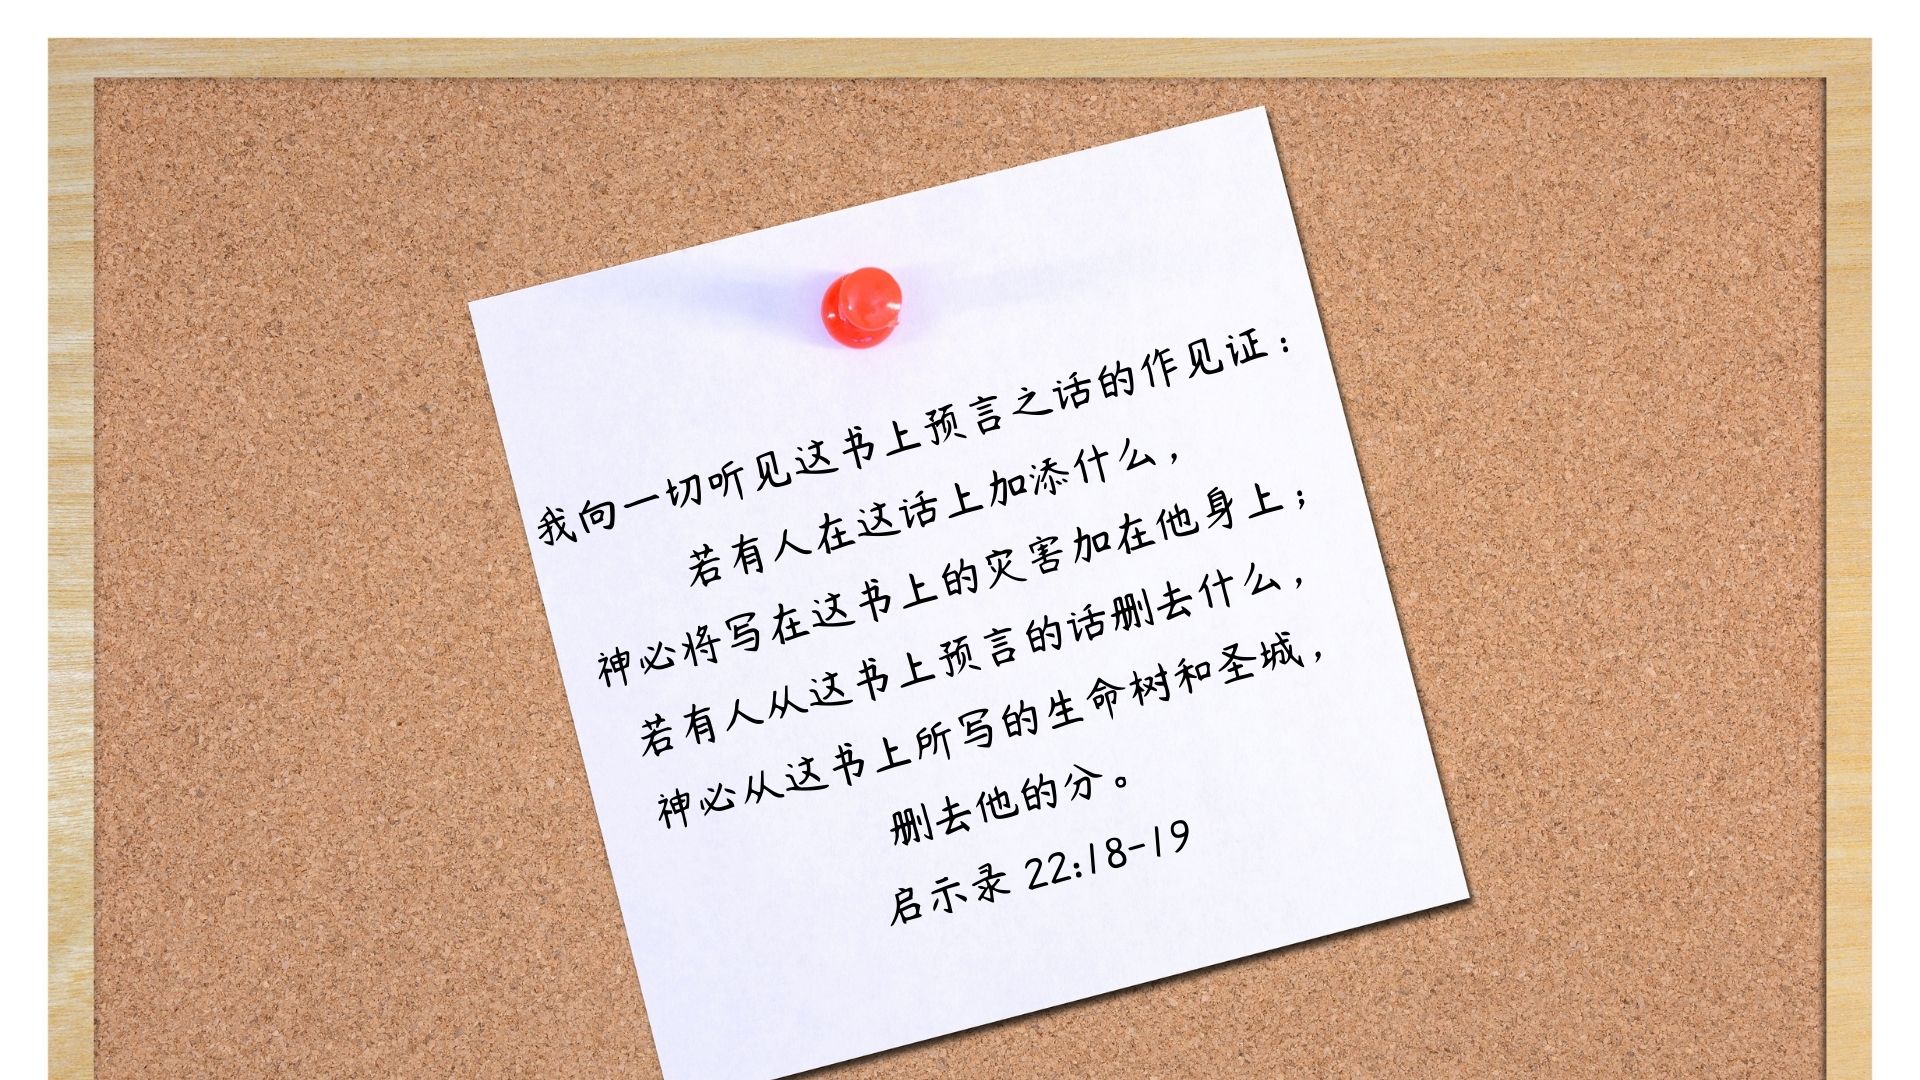 我向一切听见这书上预言之话的作见证：
若有人在这话上加添什么，
神必将写在这书上的灾害加在他身上；
若有人从这书上预言的话删去什么，
神必从这书上所写的生命树和圣城，
删去他的分。
启示录 22:18-19